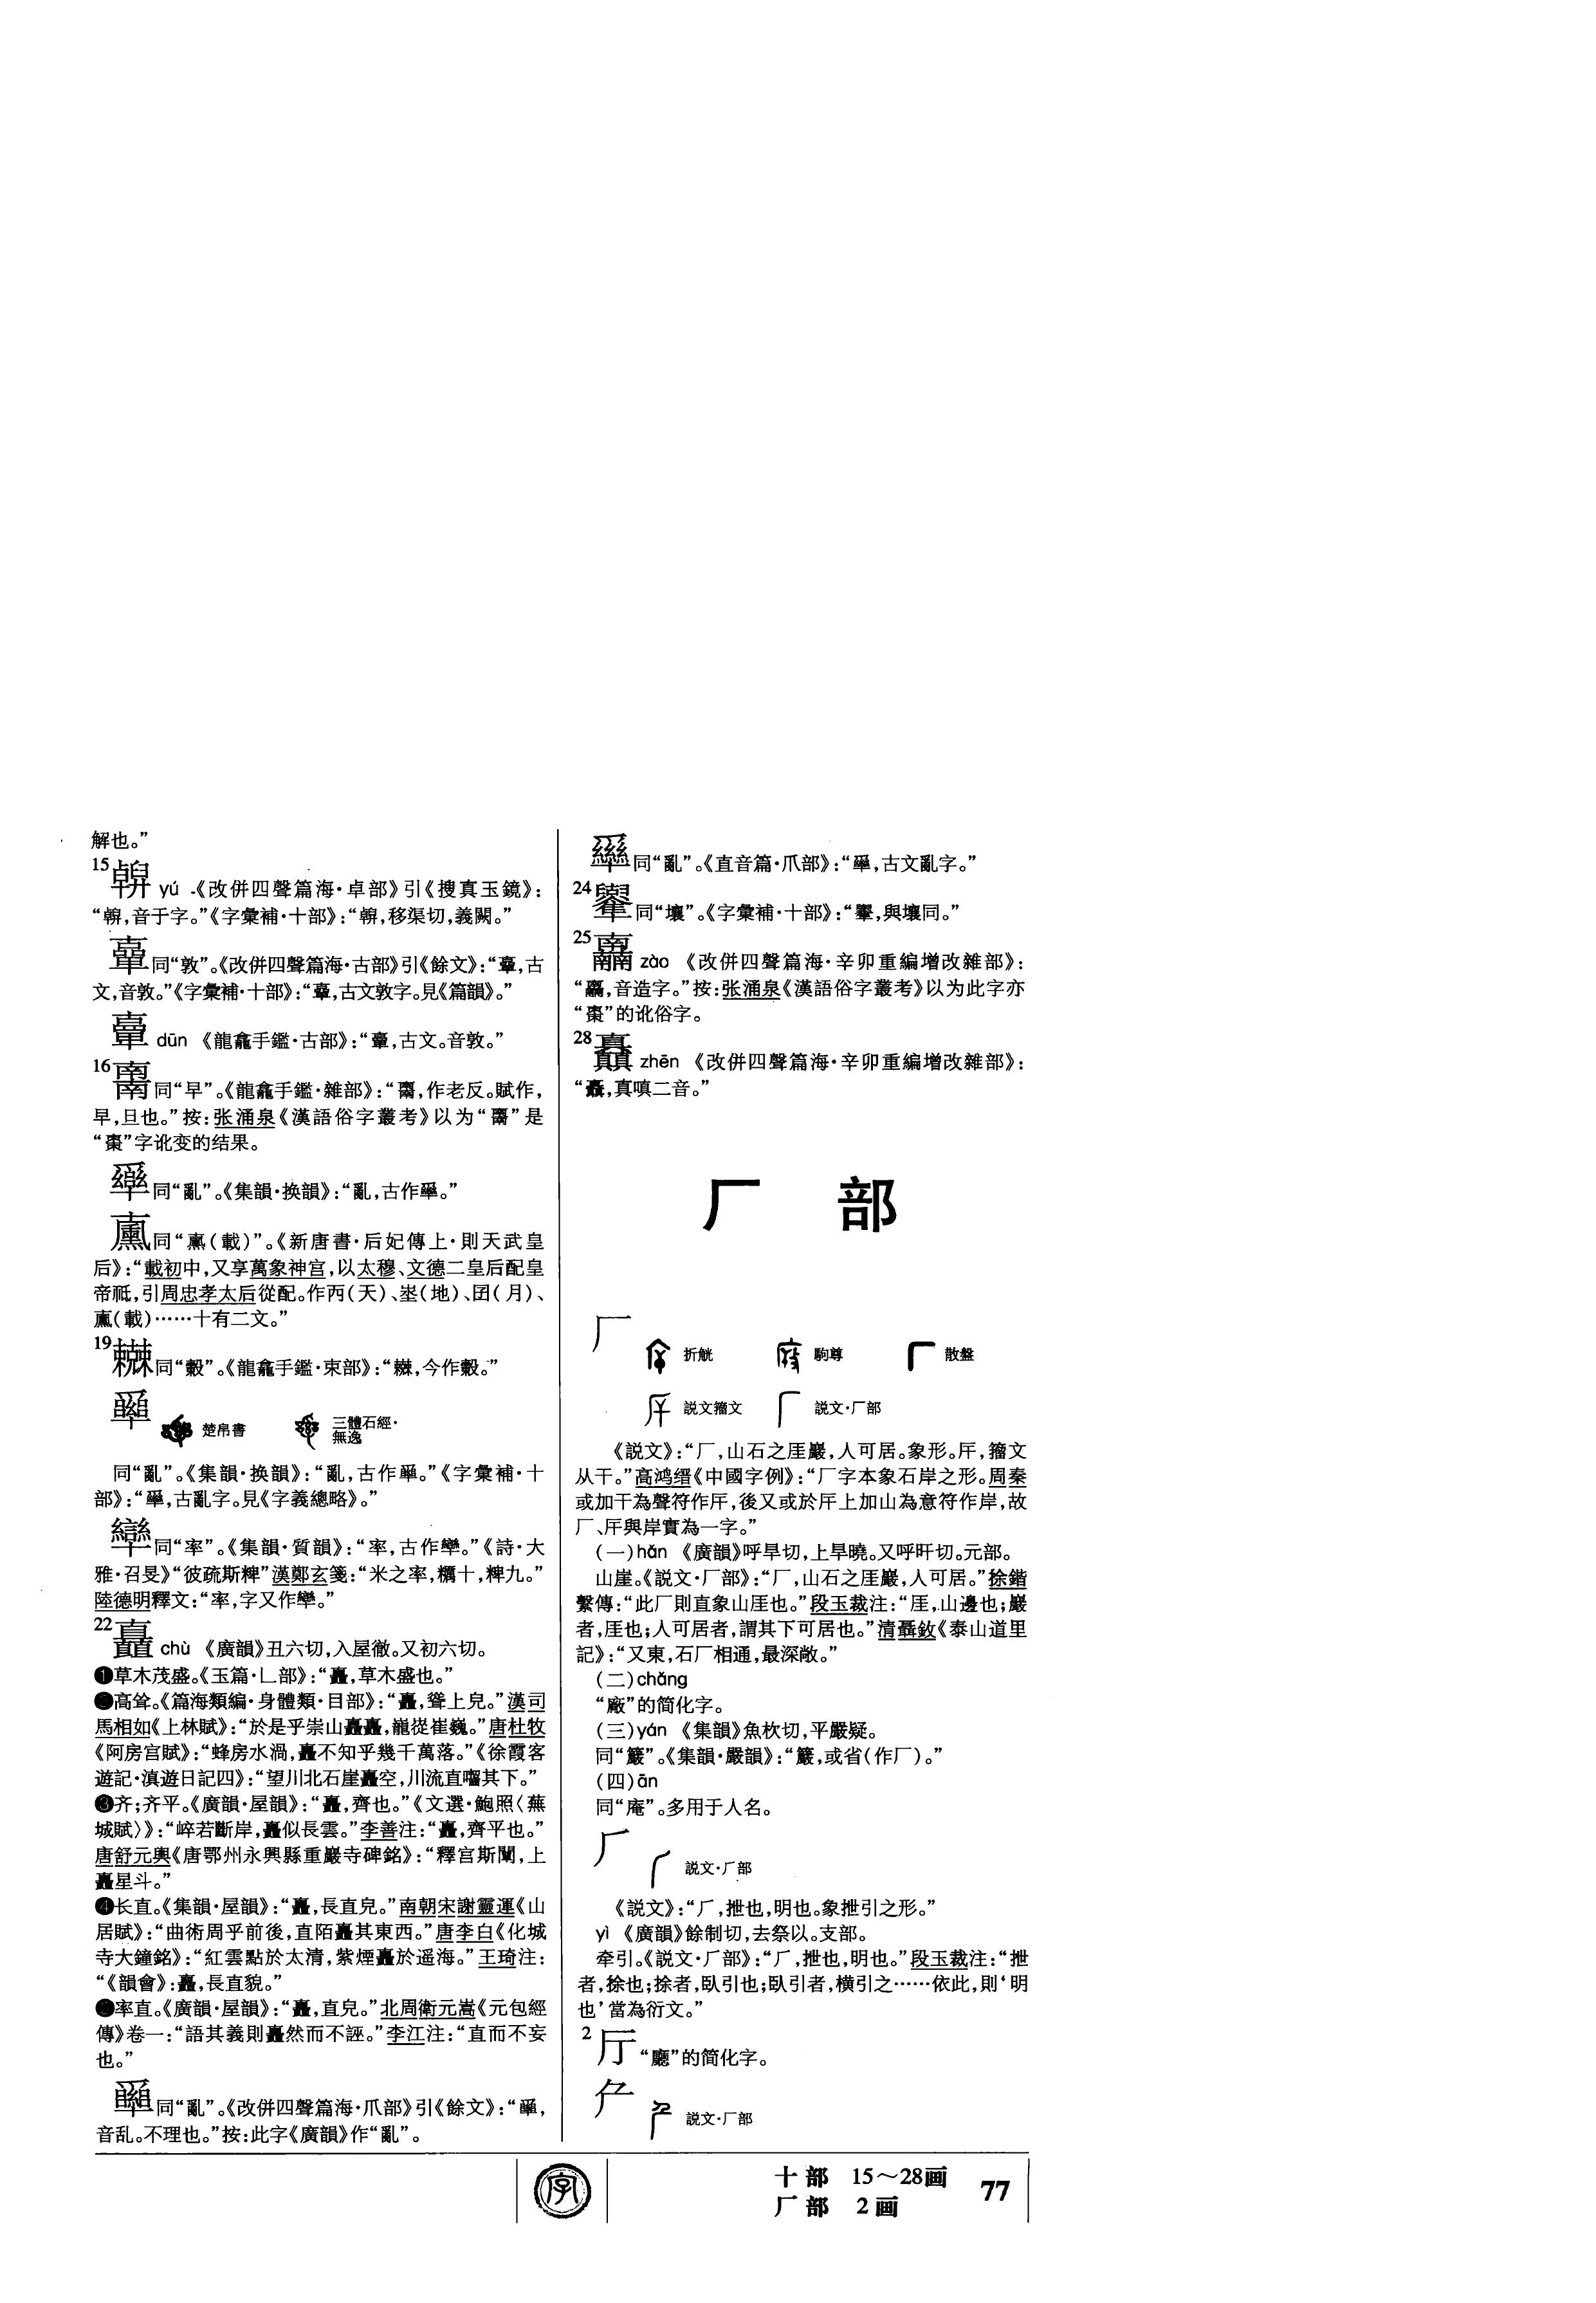 解也。”
15
yú 《改併四聲篇海·卓部》引《搜真玉鏡》：
音于字。”《字彙補·十部》：“移渠切，義闕。”
同“敦”。《改併四聲篇海·古部》引《餘文》：“古
文，音敦。”《字彙補·十部》：“古文敦字。見《篇韻》。”
dūn 《龍龕手鑑·古部》：“古文。音敦。”
16
同“早”。《龍龕手鑑·雜部》：“作老反。賦作，
早，旦也。”按：张涌泉《漢語俗字叢考》以为“”是
“棗”字讹变的结果。
同“亂”。《集韻·换韻》：“亂，古作。”
同“（載）”。《新唐書·后妃傳上·則天武皇
后》：“載初中，又享萬象神宫，以太穆、文德二皇后配皇
帝祇，引周忠孝太后從配。作（天）、埊（地）、囝（月）、
（載）……十有二文。”
19
同“縠”。《龍龕手鑑·束部》：“今作縠。”
楚帛書 三體石經·
無逸
同“亂”。《集韻·换韻》：“亂，古作。”《字彙補·十
部》：“古亂字。見《字義總略》。”
同“率”。《集韻·質韻》：“率，古作。”《詩·大
雅·召旻》“彼疏斯粺”漢鄭玄箋：“米之率，糲十，粺九。”
陸德明釋文：“率，字又作。”
22
矗 chù 《廣韻》丑六切，入屋徹。又初六切。
❶草木茂盛。《玉篇·乚部》：“矗，草木盛也。”
❷高耸。《篇海類編·身體類·目部》：“矗，聳上皃。”漢司
馬相如《上林賦》：“於是乎崇山矗矗，巃嵸崔巍。”唐杜牧
《阿房宫賦》：“蜂房水渦，矗不知乎幾千萬落。”《徐霞客
遊記·滇遊日記四》：“望川北石崖矗空，川流直嚙其下。”
❸齐；齐平。《廣韻·屋韻》：“矗，齊也。”《文選·鮑照〈蕪
城賦〉》：“崪若斷岸，矗似長雲。”李善注：“矗，齊平也。”
唐舒元輿《唐鄂州永興縣重巖寺碑銘》：“釋宫斯闡，上
矗星斗。”
❹长直。《集韻·屋韻》：“矗，長直皃。”南朝宋謝靈運《山
居賦》：“曲術周乎前後，直陌矗其東西。”唐李白《化城
寺大鐘銘》：“紅雲點於太清，紫煙矗於遥海。”王琦注：
“《韻會》：矗，長直貌。”
❺率直。《廣韻·屋韻》：“矗，直皃。”北周衛元嵩《元包經
傳》卷一：“語其義則矗然而不誣。”李江注：“直而不妄
也。”
同“亂”。《改併四聲篇海·爪部》引《餘文》：“
音乱。不理也。”按：此字《廣韻》作“亂”。
同“亂”。《直音篇·爪部》：“古文亂字。”
24
同“壤”。《字彙補·十部》：“與壤同。”
25
zào 《改併四聲篇海·辛卯重編增改雜部》：
“音造字。”按：张涌泉《漢語俗字叢考》以为此字亦
“棗”的讹俗字。
28
zhēn 《改併四聲篇海·辛卯重編增改雜部》：
“真嗔二音。”
厂 部
厂
折觥 駒尊 散盤
説文籀文 説文·厂部
《説文》：“厂，山石之厓巖，人可居。象形。厈，籀文
从干。”高鸿缙《中國字例》：“厂字本象石岸之形。周秦
或加干為聲符作厈，後又或於厈上加山為意符作岸，故
厂、厈與岸實為一字。”
（一）hǎn 《廣韻》呼旱切，上旱曉。又呼旰切。元部。
山崖。《説文·厂部》：“厂，山石之厓巖，人可居。”徐鍇
繫傳：“此厂則直象山厓也。”段玉裁注：“厓，山邊也；巖
者，厓也；人可居者，謂其下可居也。”清聶鈫《泰山道里
記》：“又東，石厂相通，最深敞。”
（二）chǎng
“廠”的简化字。
（三）yán 《集韻》魚杴切，平嚴疑。
同“𥴼”。《集韻·嚴韻》：“𥴼，或省（作厂）。”
（四）ān
同“庵”。多用于人名。
𠂆
説文·𠂆部
《説文》：“𠂆，抴也，明也。象抴引之形。”
yì 《廣韻》餘制切，去祭以。支部。
牵引。《説文·𠂆部》：“𠂆，抴也，明也。”段玉裁注：“抴
者，捈也；捈者，臥引也；臥引者，横引之……依此，則‘明
也’當為衍文。”
2
厅 “廳”的简化字。
厃
説文·厂部
字
十部 15～28画
厂部 2画
77